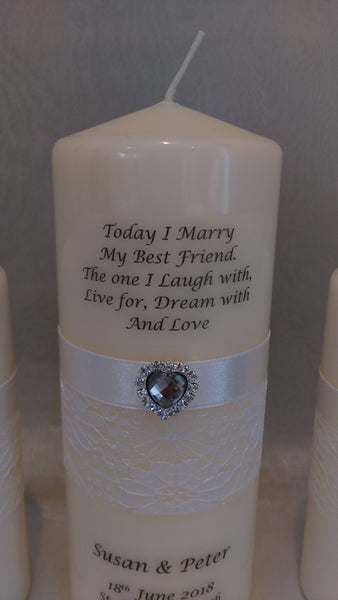 Today I Marry
My Best Friend.
The one I Laugh with,
Live for, Dream with
And Love
Susan & Peter
18th June 2018